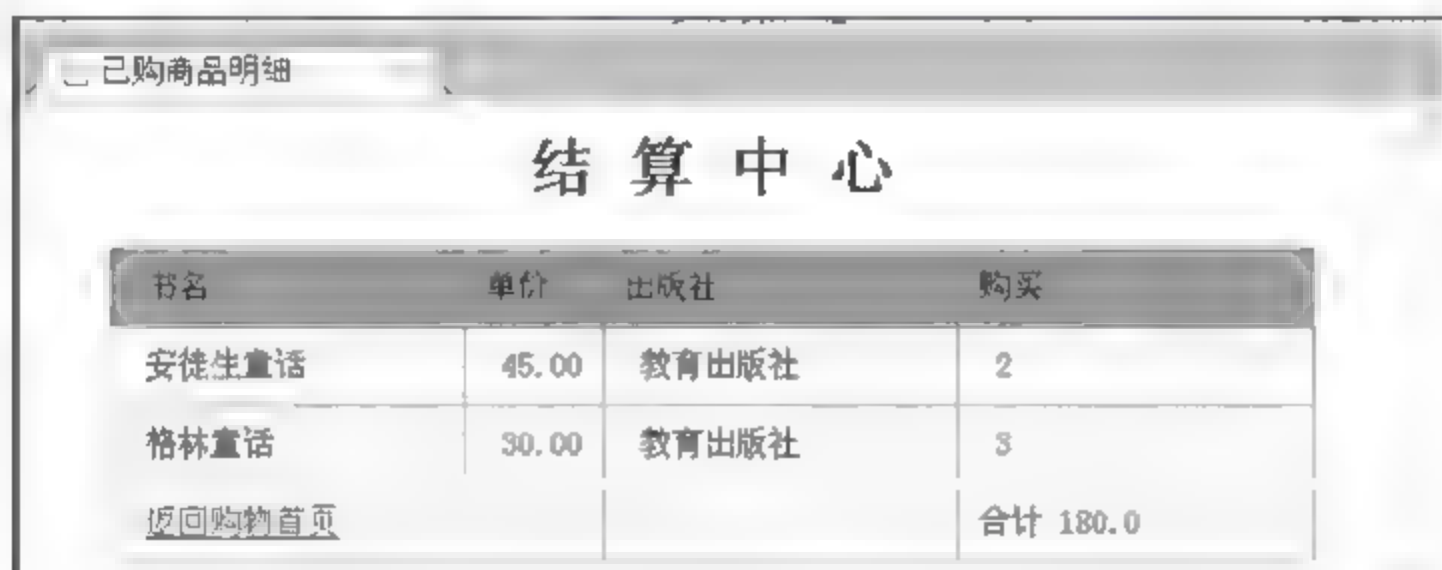 已购商品明细
结算中心
书名 单价 出版社 购买
安徒生童话 45.00 教育出版社 2
格林童话 30.00 教育出版社 3
返回购物首页 合计 180.0